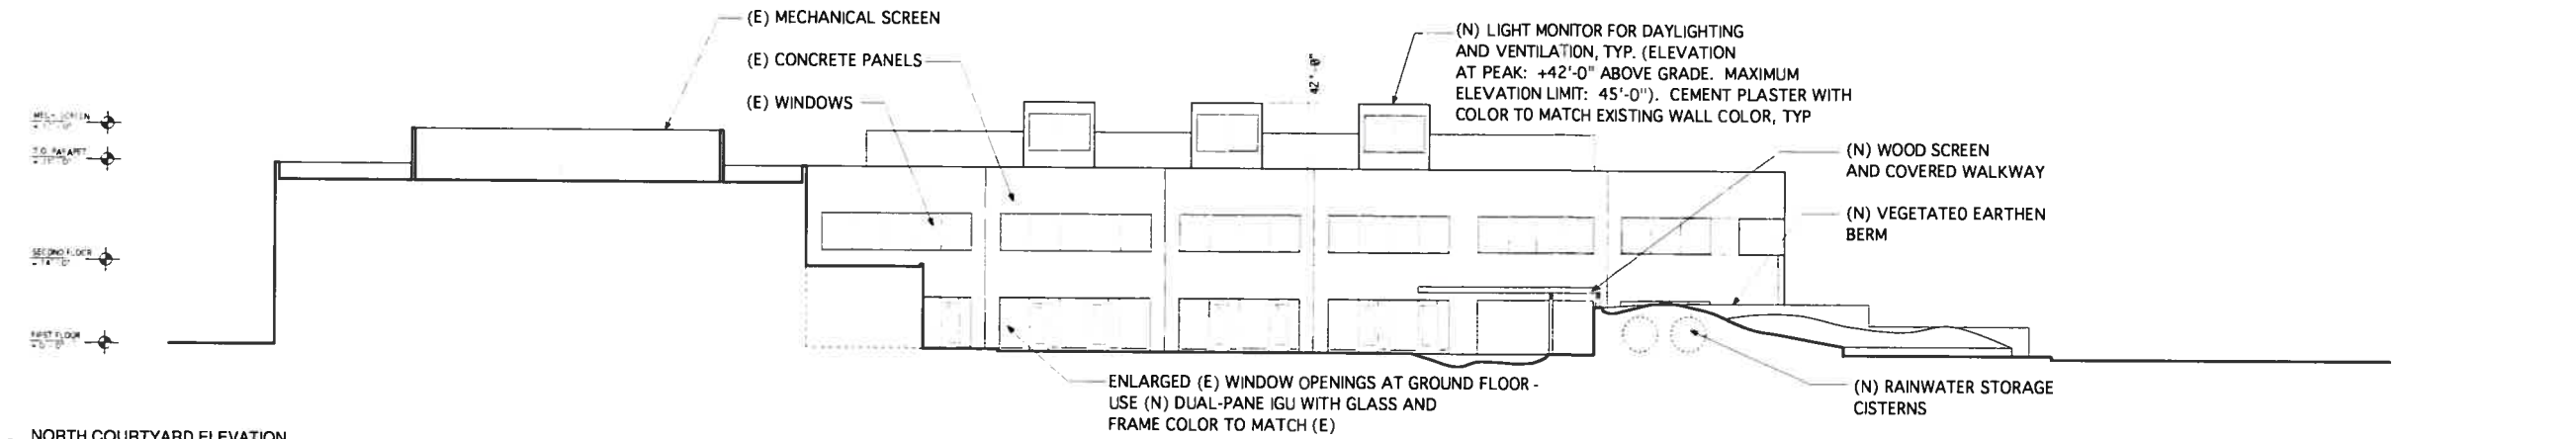 (E) MECHANICAL SCREEN
(E) CONCRETE PANELS
(E) WINDOWS
42'-0"
(N) LIGHT MONITOR FOR DAYLIGHTING
AND VENTILATION, TYP. (ELEVATION
AT PEAK: +42'-0" ABOVE GRADE. MAXIMUM
ELEVATION LIMIT: 45'-0"). CEMENT PLASTER WITH
COLOR TO MATCH EXISTING WALL COLOR, TYP
(N) WOOD SCREEN
AND COVERED WALKWAY
(N) VEGETATED EARTHEN
BERM
T.O. PARAPET
SECOND FLOOR
FIRST FLOOR
ENLARGED (E) WINDOW OPENINGS AT GROUND FLOOR -
USE (N) DUAL-PANE IGU WITH GLASS AND
FRAME COLOR TO MATCH (E)
(N) RAINWATER STORAGE
CISTERNS
NORTH COURTYARD ELEVATION